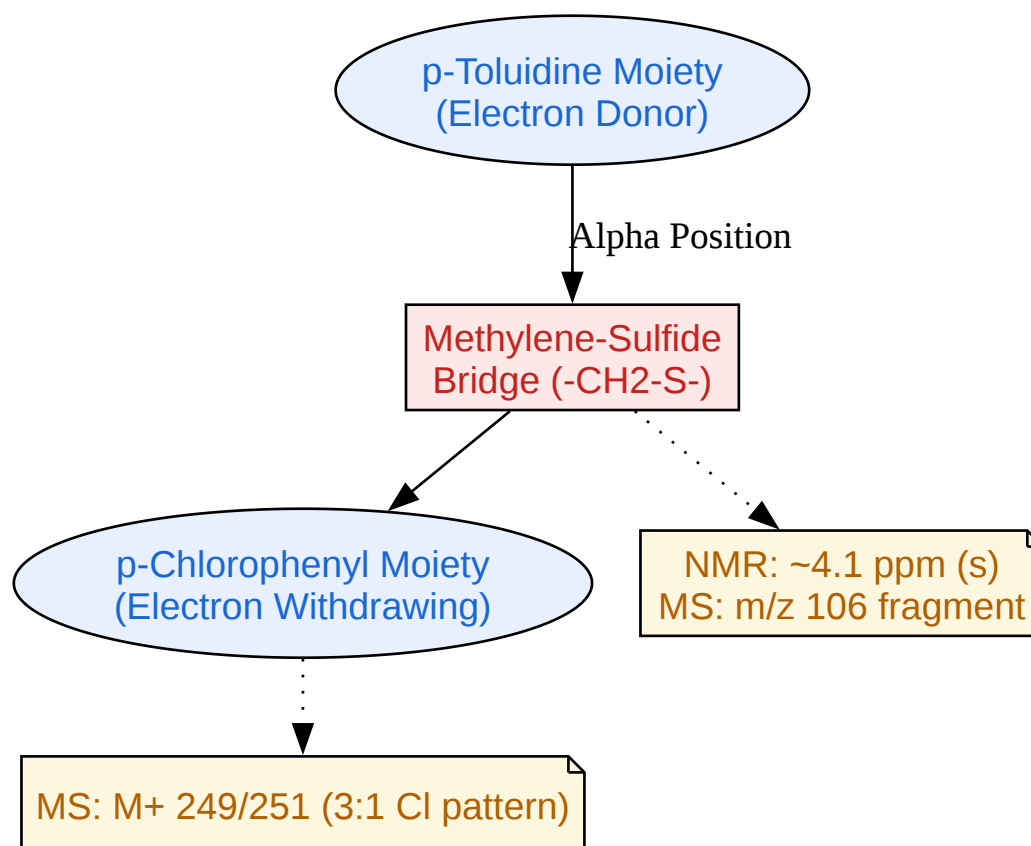 p-Toluidine Moiety
(Electron Donor)
Alpha Position
Methylene-Sulfide
Bridge (-CH2-S-)
p-Chlorophenyl Moiety
(Electron Withdrawing)
NMR: ~4.1 ppm (s)
MS: m/z 106 fragment
MS: M+ 249/251 (3:1 Cl pattern)